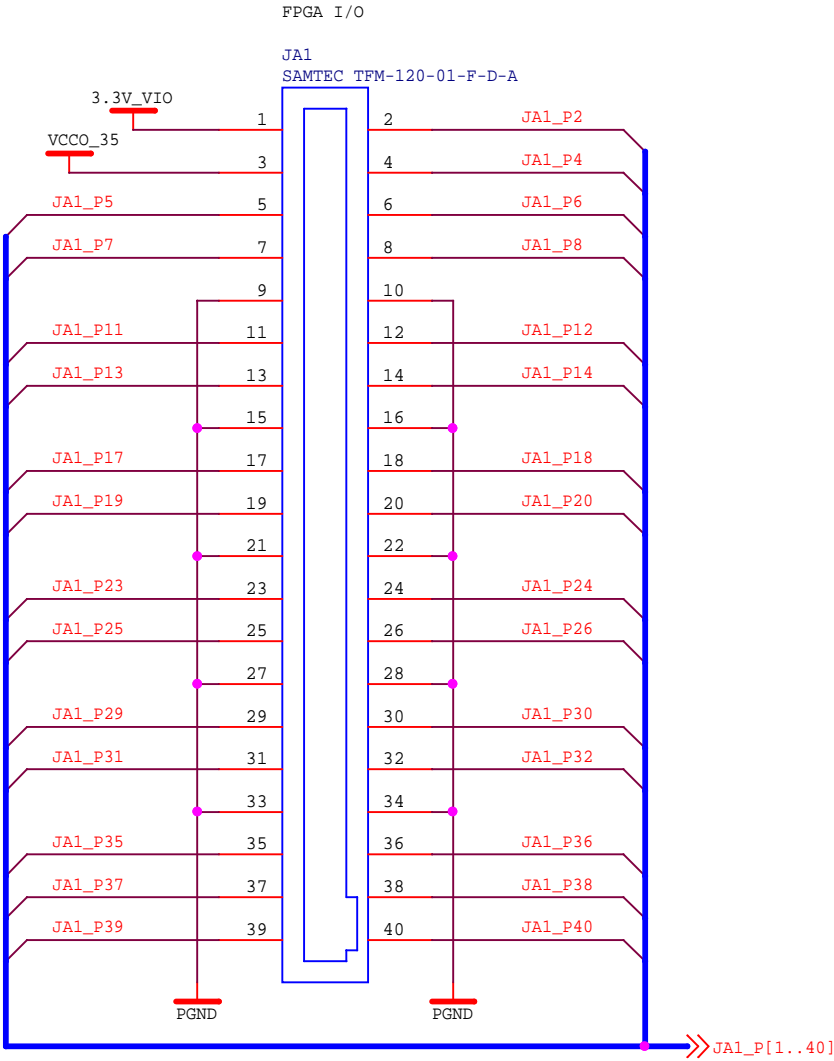 FPGA I/O
JA1
SAMTEC TFM-120-01-F-D-A
3.3V_VIO
1 2 JA1_P2
VCCO_35
3 4 JA1_P4
JA1_P5 5 6 JA1_P6
JA1_P7 7 8 JA1_P8
9 10
JA1_P11 11 12 JA1_P12
JA1_P13 13 14 JA1_P14
15 16
JA1_P17 17 18 JA1_P18
JA1_P19 19 20 JA1_P20
21 22
JA1_P23 23 24 JA1_P24
JA1_P25 25 26 JA1_P26
27 28
JA1_P29 29 30 JA1_P30
JA1_P31 31 32 JA1_P32
33 34
JA1_P35 35 36 JA1_P36
JA1_P37 37 38 JA1_P38
JA1_P39 39 40 JA1_P40
PGND PGND
JA1_P[1..40]